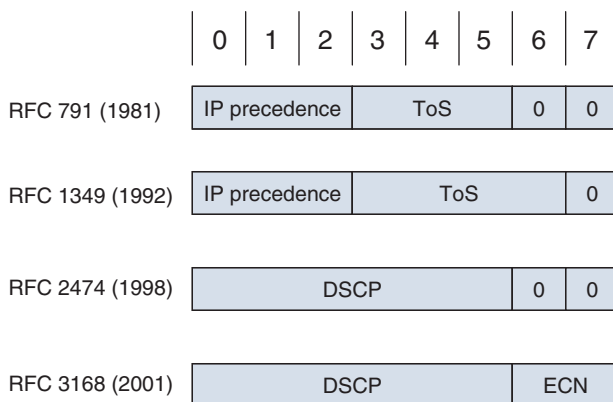 0 1 2 3 4 5 6 7
RFC 791 (1981) IP precedence ToS 0 0
RFC 1349 (1992) IP precedence ToS 0
RFC 2474 (1998) DSCP 0 0
RFC 3168 (2001) DSCP ECN